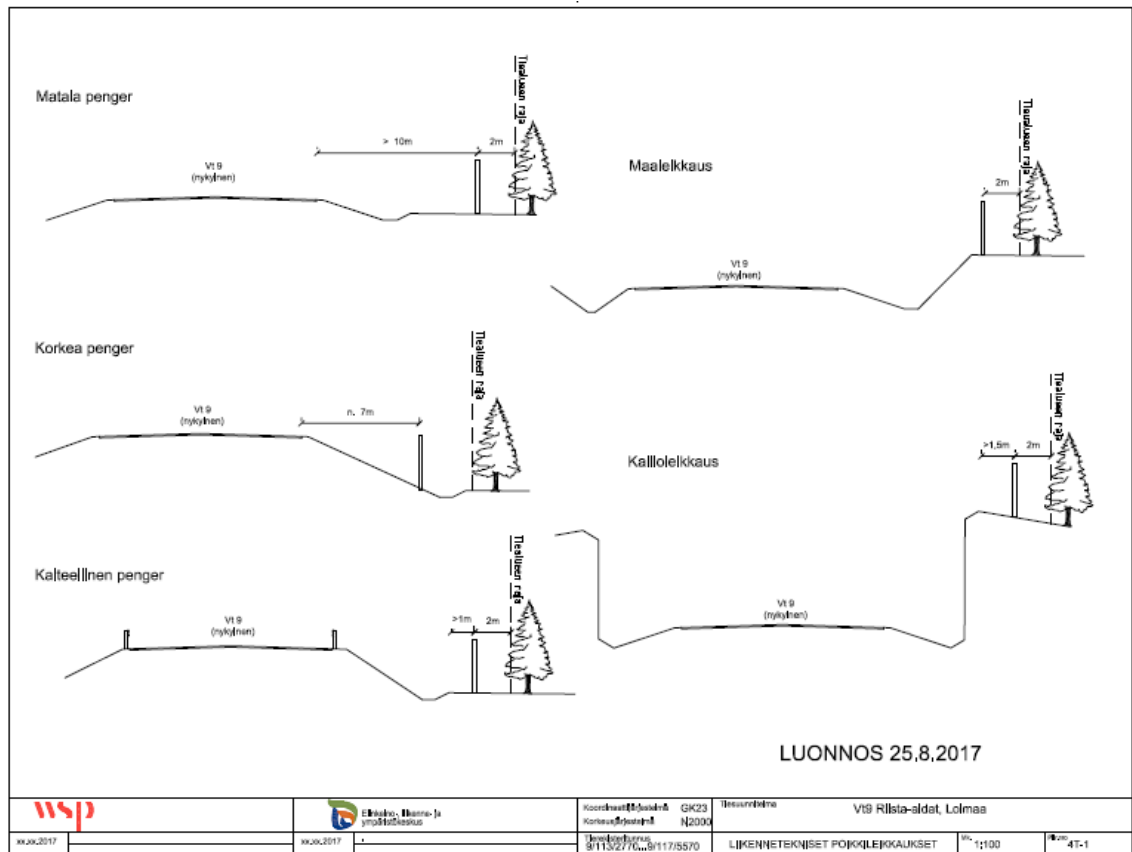 Matala penger
Tiealueen raja
> 10m
2m
Vt 9
(nykyinen)
Korkea penger
Tiealueen raja
n. 7m
Vt 9
(nykyinen)
Kaiteellinen penger
Tiealueen raja
>1m
2m
Vt 9
(nykyinen)
Maaleikkaus
Tiealueen raja
2m
Vt 9
(nykyinen)
Kallioleikkaus
Tiealueen raja
>1,5m
2m
Vt 9
(nykyinen)
LUONNOS 25.8.2017
wsp
xx.xx.2017
Elinkeino-, liikenne- ja
ympäristökeskus
xx.xx.2017
Koordinaattijärjestelmä GK23
Korkeusjärjestelmä N2000
Tierekisteritunnus
9/113/2770...9/117/5570
Tiesuunnitelma
Vt9 Riista-aidat, Loimaa
LIIKENNETEKNISET POIKKILEIKKAUKSET
Mk. 1:100
4T-1